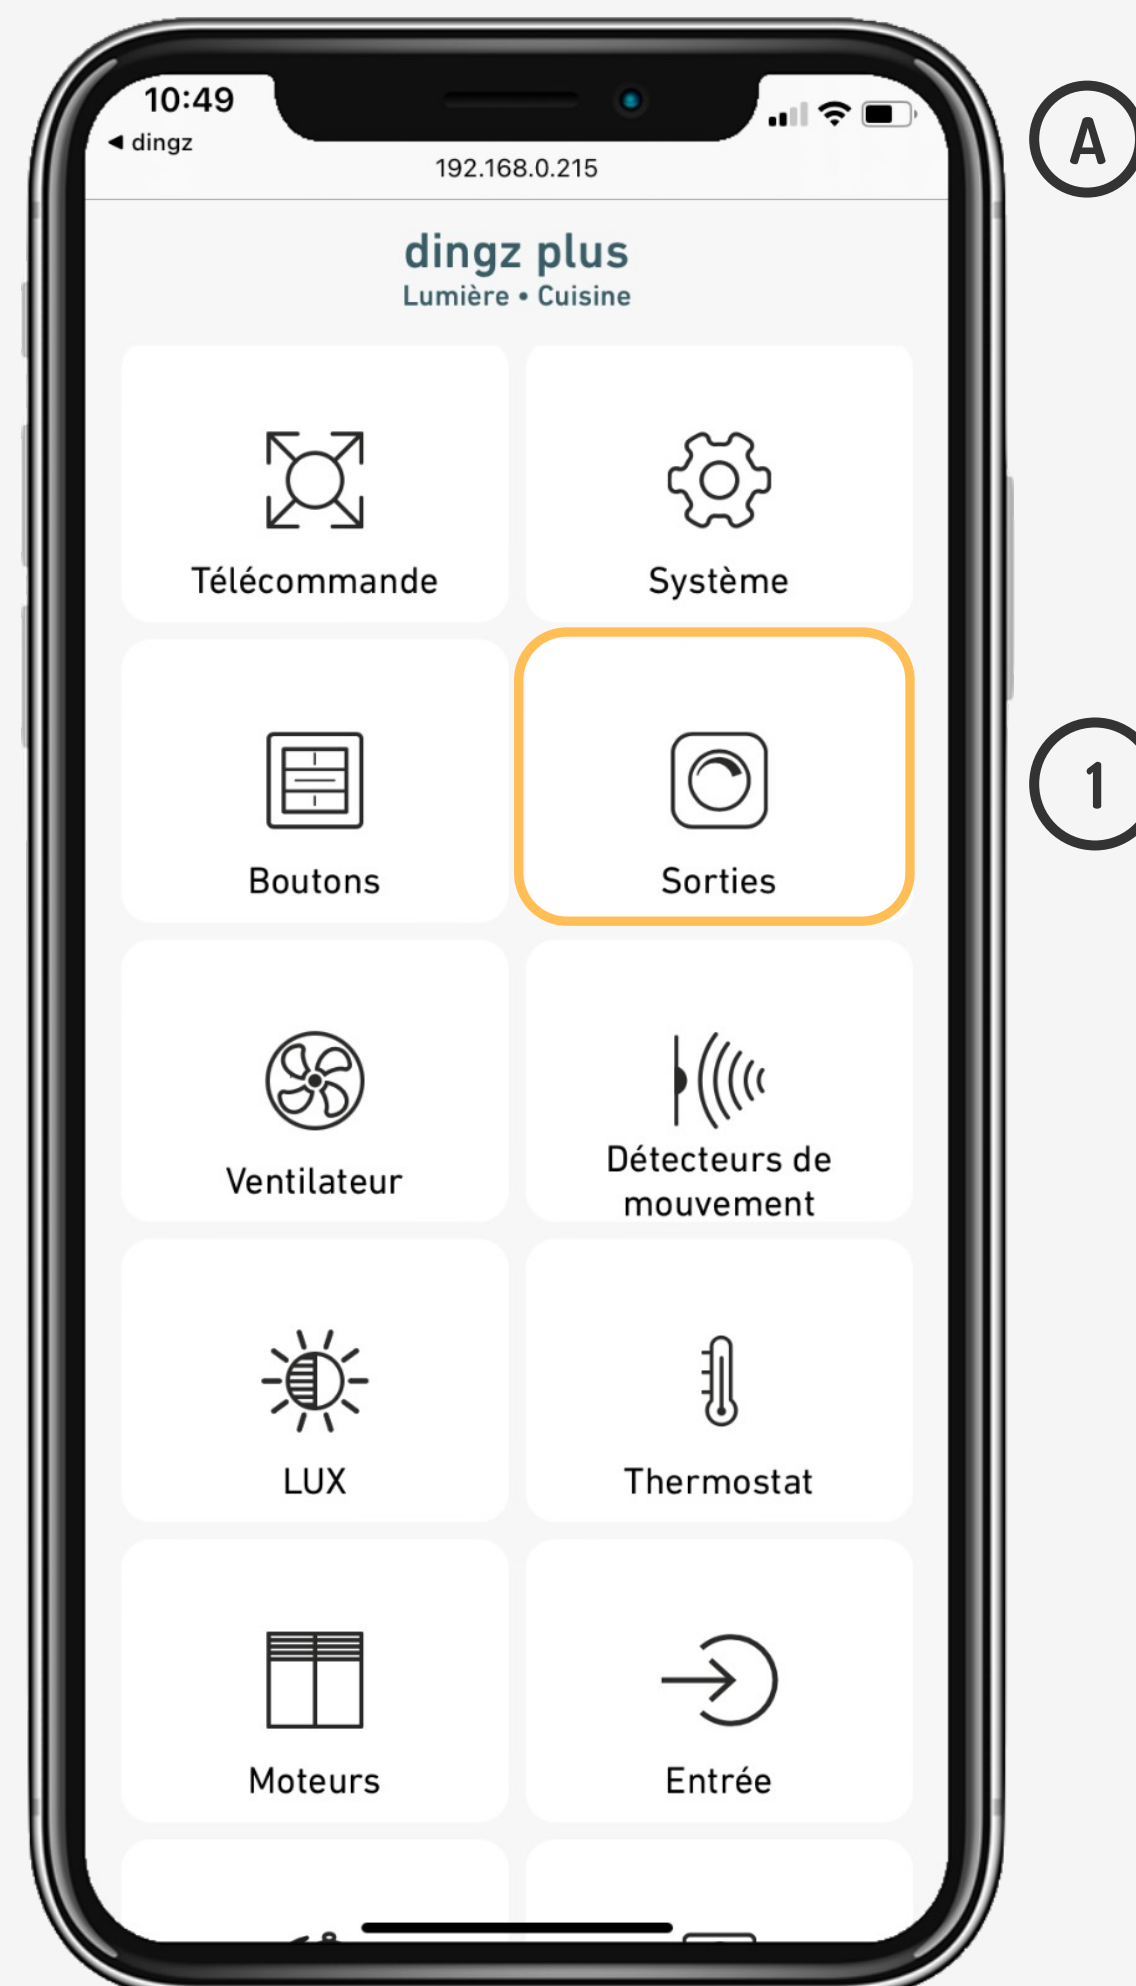 10:49
◀ dingz
192.168.0.215
A
dingz plus
Lumière • Cuisine
Télécommande
Système
Boutons
Sorties
1
Ventilateur
Détecteurs de
mouvement
LUX
Thermostat
Moteurs
Entrée